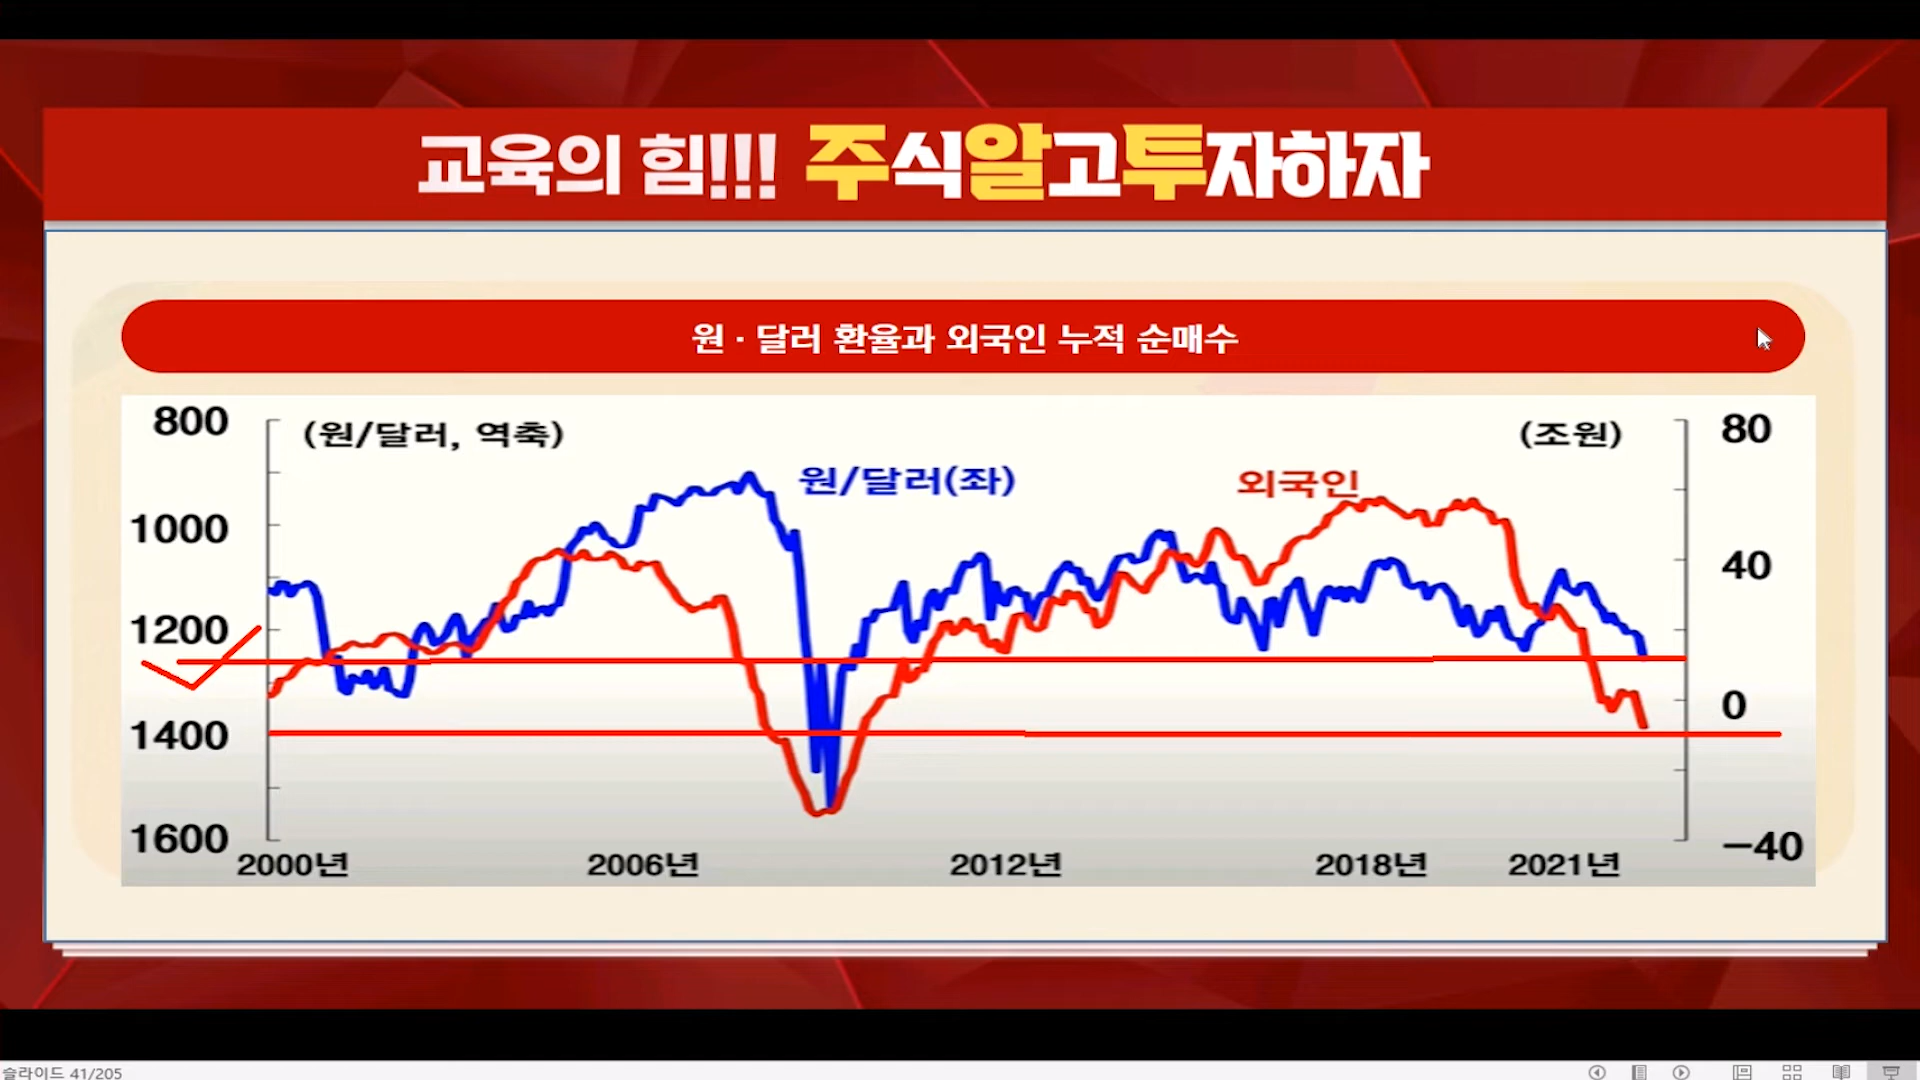 교육의 힘!!! 주식알고투자하자
원 · 달러 환율과 외국인 누적 순매수
(원/달러, 역축)
(조원)
원/달러(좌)
외국인
800
1000
1200
1400
1600
80
40
0
−40
2000년
2006년
2012년
2018년
2021년
슬라이드 41/205